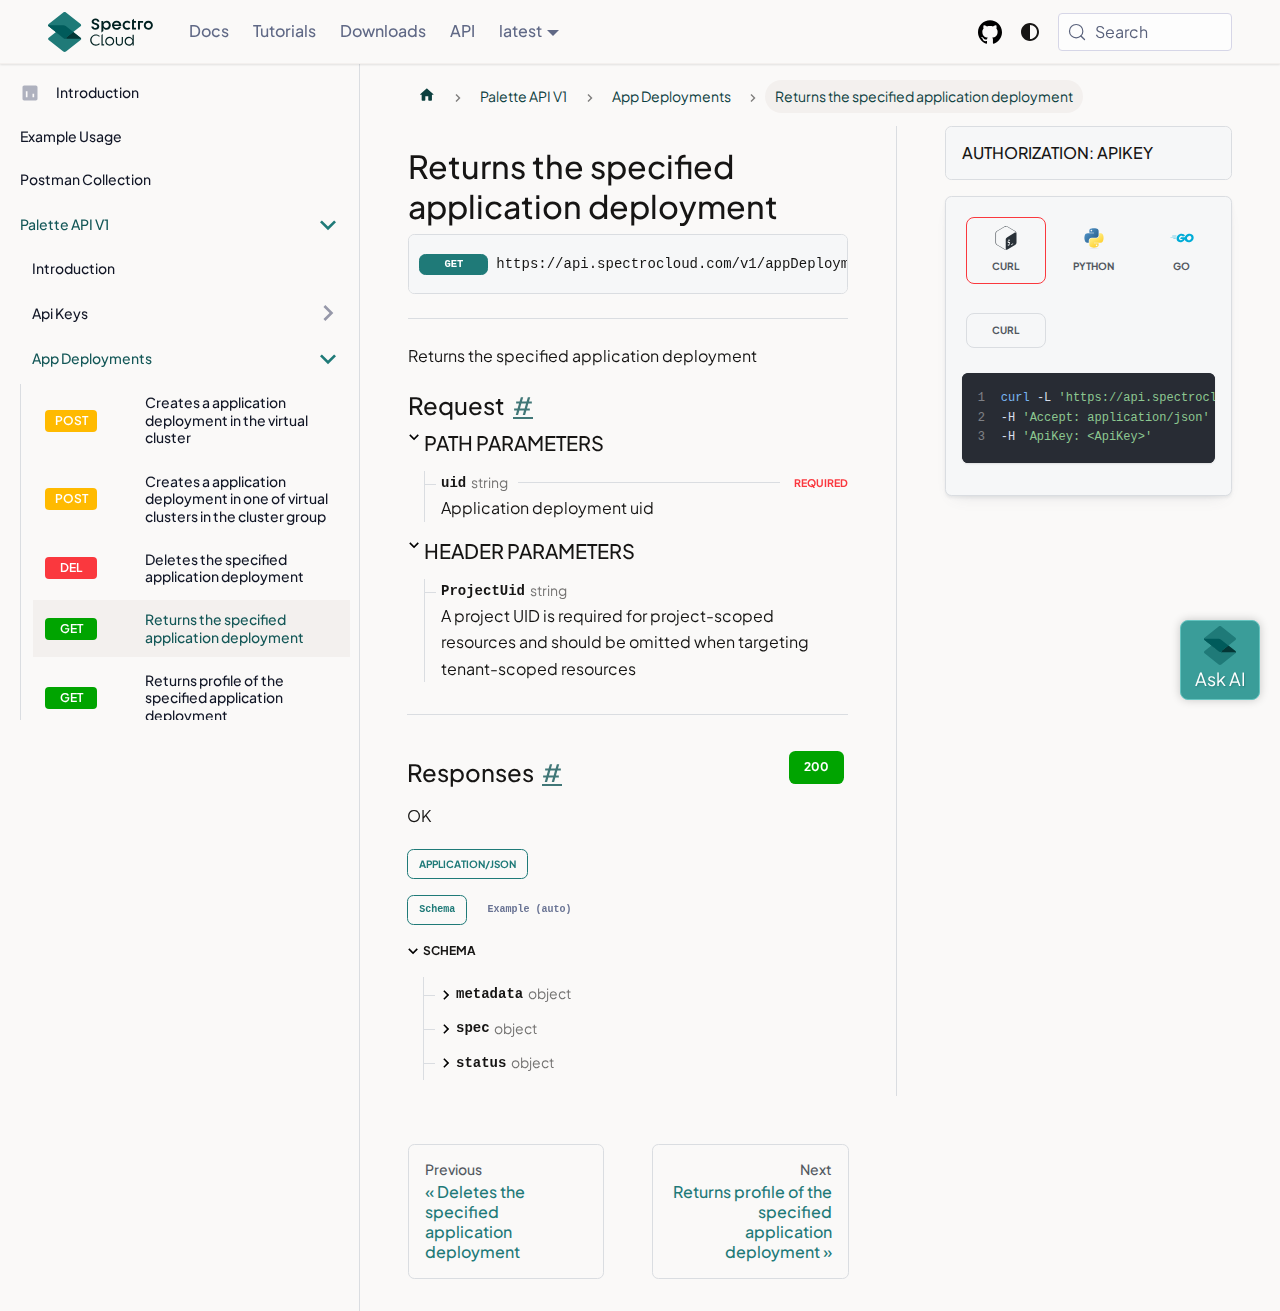 Spectro Cloud
Docs
Tutorials
Downloads
API
latest
Search
Introduction
Example Usage
Postman Collection
Palette API V1
Introduction
Api Keys
App Deployments
POST
Creates a application
deployment in the virtual
cluster
POST
Creates a application
deployment in one of virtual
clusters in the cluster group
DEL
Deletes the specified
application deployment
GET
Returns the specified
application deployment
GET
Returns profile of the
specified application
deployment
Palette API V1
App Deployments
Returns the specified application deployment
Returns the specified
application deployment
GET
https://api.spectrocloud.com/v1/appDeploym
Returns the specified application deployment
Request #
PATH PARAMETERS
uid string
REQUIRED
Application deployment uid
HEADER PARAMETERS
ProjectUid string
A project UID is required for project-scoped
resources and should be omitted when targeting
tenant-scoped resources
Responses #
200
OK
APPLICATION/JSON
Schema
Example (auto)
SCHEMA
metadata object
spec object
status object
Previous
« Deletes the
specified
application
deployment
Next
Returns profile of the
specified
application
deployment »
AUTHORIZATION: APIKEY
CURL
PYTHON
GO
GO
CURL
1 curl -L 'https://api.spectrocl
2 -H 'Accept: application/json'
3 -H 'ApiKey: <ApiKey>'
Ask AI